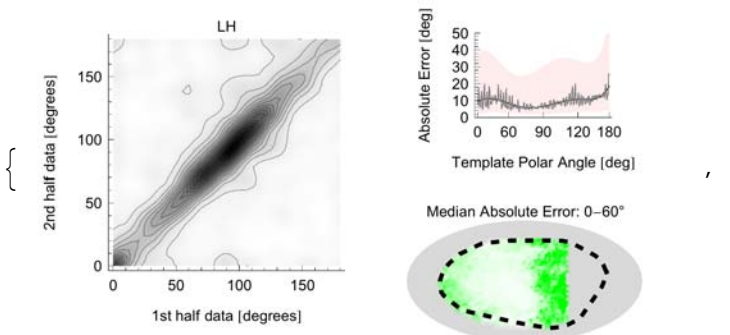 LH
2nd half data [degrees]
150
100
50
0
0 50 100 150
1st half data [degrees]
Absolute Error [deg]
50
40
30
20
10
0
0 60 90 120 180
Template Polar Angle [deg]
Median Absolute Error: 0–60°
{
,